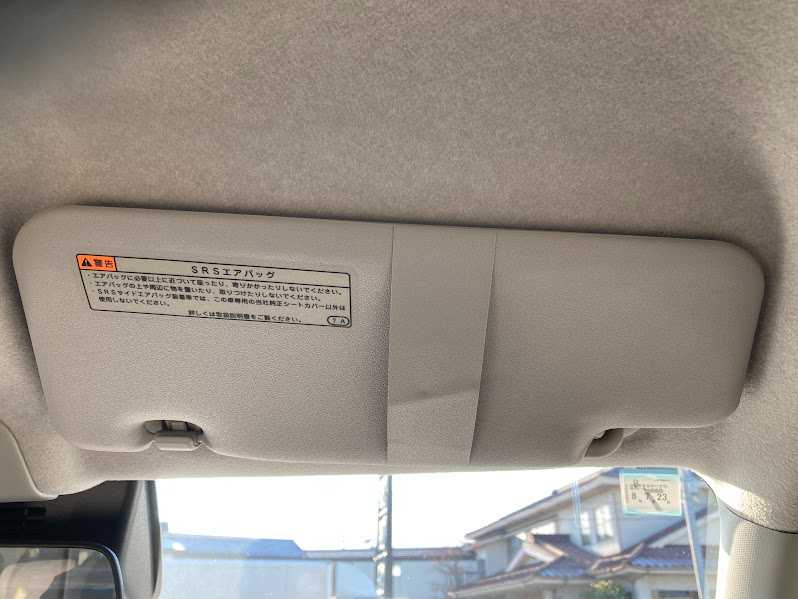 警告
SRSエアバッグ
・エアバッグに必要以上に近づいて座ったり、寄りかかったりしないでください。
・エアバッグの上や周辺に物を置いたり、取りつけたりしないでください。
・SRSサイドエアバッグ装着車では、この車専用の当社純正シートカバー以外は
使用しないでください。
詳しくは取扱説明書をご覧ください。
7A
8 7 23